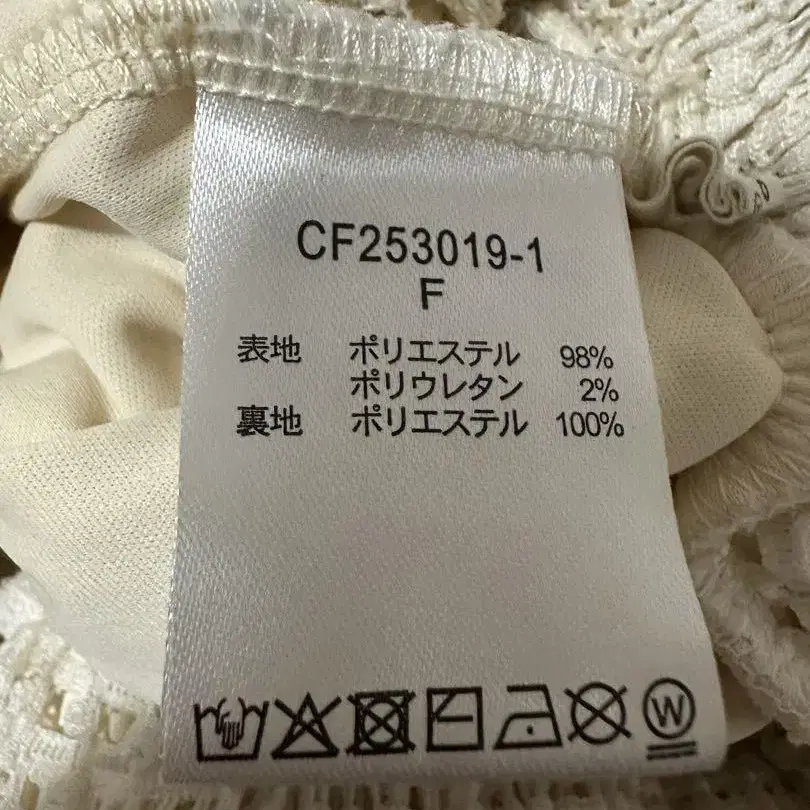 CF253019-1
F
表地 ポリエステル 98%
ポリウレタン 2%
裏地 ポリエステル 100%
W